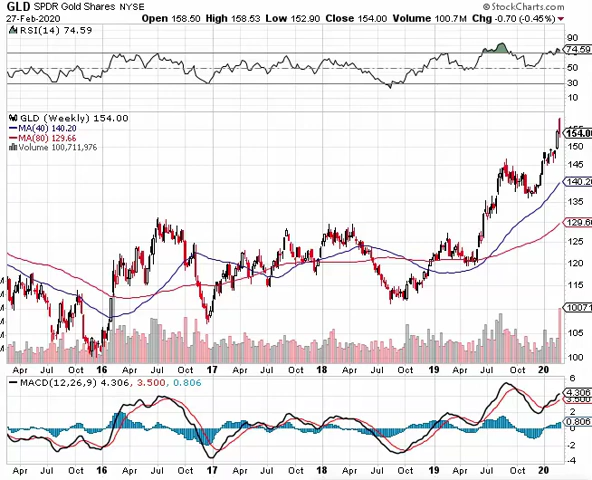 GLD SPDR Gold Shares NYSE © StockCharts.com
27-Feb-2020 Open 158.50 High 158.53 Low 152.90 Close 154.00 Volume 100.7M Chg -0.70 (-0.45%)
RSI(14) 74.59
90
74.59
50
30
10
GLD (Weekly) 154.00
MA(40) 140.20
MA(80) 129.66
Volume 100,711,976
154.00
150
145
140.20
135
129.66
125
120
115
10071
105
100
Apr Jul Oct 16 Apr Jul Oct 17 Apr Jul Oct 18 Apr Jul Oct 19 Apr Jul Oct 20
MACD(12,26,9) 4.306, 3.500, 0.806
6
4.306
3.500
2
0.806
-2
-4
Apr Jul Oct 16 Apr Jul Oct 17 Apr Jul Oct 18 Apr Jul Oct 19 Apr Jul Oct 20